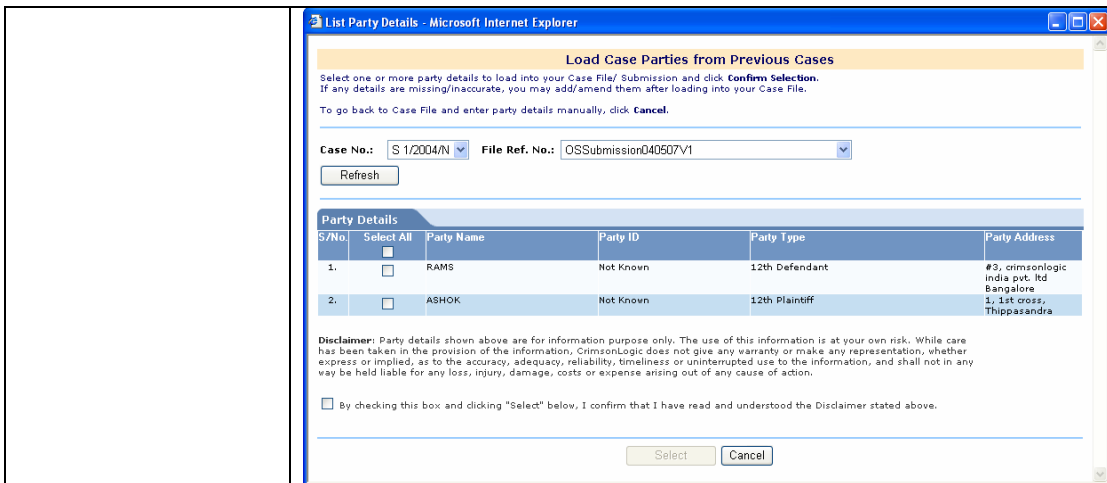 List Party Details - Microsoft Internet Explorer
Load Case Parties from Previous Cases
Select one or more party details to load into your Case File/ Submission and click Confirm Selection.
If any details are missing/inaccurate, you may add/amend them after loading into your Case File.
To go back to Case File and enter party details manually, click Cancel.
Case No.: S 1/2004/N File Ref. No.: OSSubmission040507V1
Refresh
Party Details
S/No. Select All Party Name Party ID Party Type Party Address
1. RAMS Not Known 12th Defendant #3, crimsonlogic
india pvt. ltd
Bangalore
2. ASHOK Not Known 12th Plaintiff 1, 1st cross,
Thippasandra
Disclaimer: Party details shown above are for information purpose only. The use of this information is at your own risk. While care
has been taken in the provision of the information, CrimsonLogic does not give any warranty or make any representation, whether
express or implied, as to the accuracy, adequacy, reliability, timeliness or uninterrupted use to the information, and shall not in any
way be held liable for any loss, injury, damage, costs or expense arising out of any cause of action.
By checking this box and clicking "Select" below, I confirm that I have read and understood the Disclaimer stated above.
Select Cancel